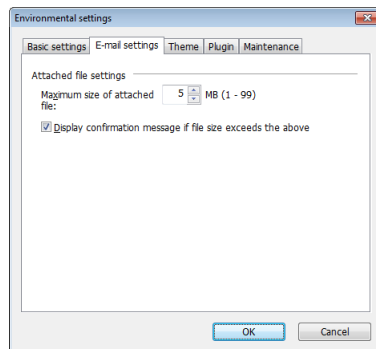 Environmental settings
Basic settings E-mail settings Theme Plugin Maintenance
Attached file settings
Maximum size of attached file: 5 MB (1 - 99)
Display confirmation message if file size exceeds the above
OK Cancel